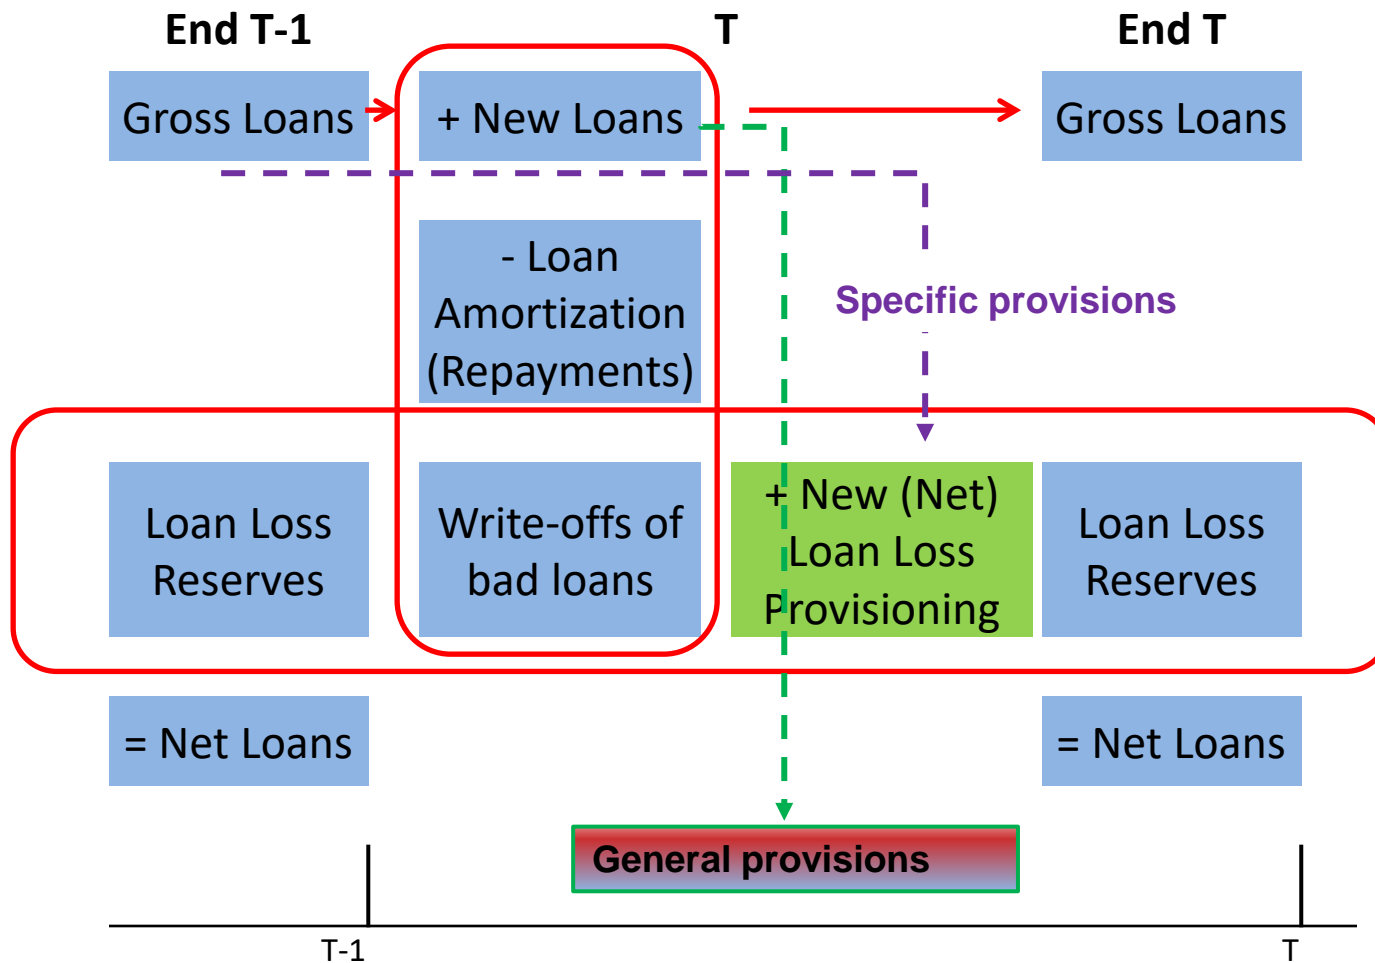 End T-1
T
End T
Gross Loans
+ New Loans
Gross Loans
- Loan
Amortization
(Repayments)
Specific provisions
Loan Loss
Reserves
Write-offs of
bad loans
+ New (Net)
Loan Loss
Provisioning
Loan Loss
Reserves
= Net Loans
= Net Loans
General provisions
T-1
T